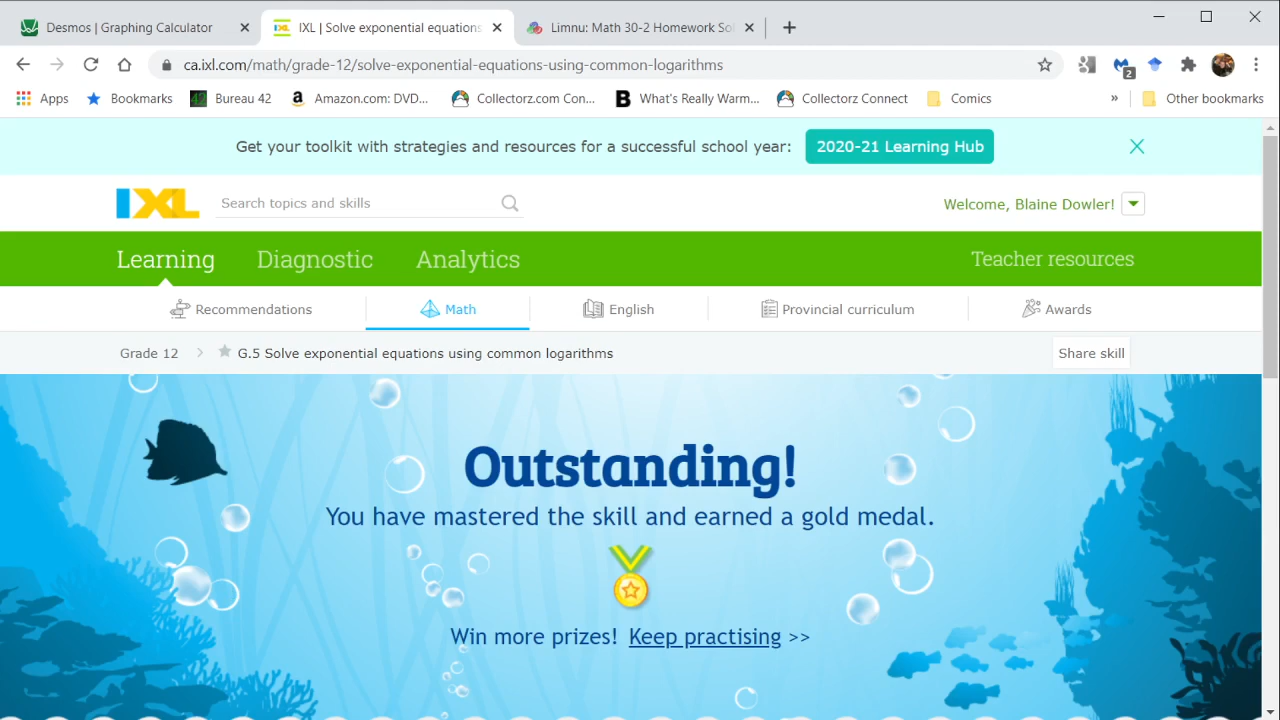 Desmos | Graphing Calculator
IXL | Solve exponential equations
Limnu: Math 30-2 Homework Sol
ca.ixl.com/math/grade-12/solve-exponential-equations-using-common-logarithms
2
Apps
Bookmarks
Bureau 42
Amazon.com: DVD...
Collectorz.com Con...
What's Really Warm...
Collectorz Connect
Comics
»
Other bookmarks
Get your toolkit with strategies and resources for a successful school year:
2020-21 Learning Hub
IXL
Search topics and skills
Welcome, Blaine Dowler!
Learning
Diagnostic
Analytics
Teacher resources
Recommendations
Math
English
Provincial curriculum
Awards
Grade 12
G.5 Solve exponential equations using common logarithms
Share skill
Outstanding!
You have mastered the skill and earned a gold medal.
Win more prizes! Keep practising >>